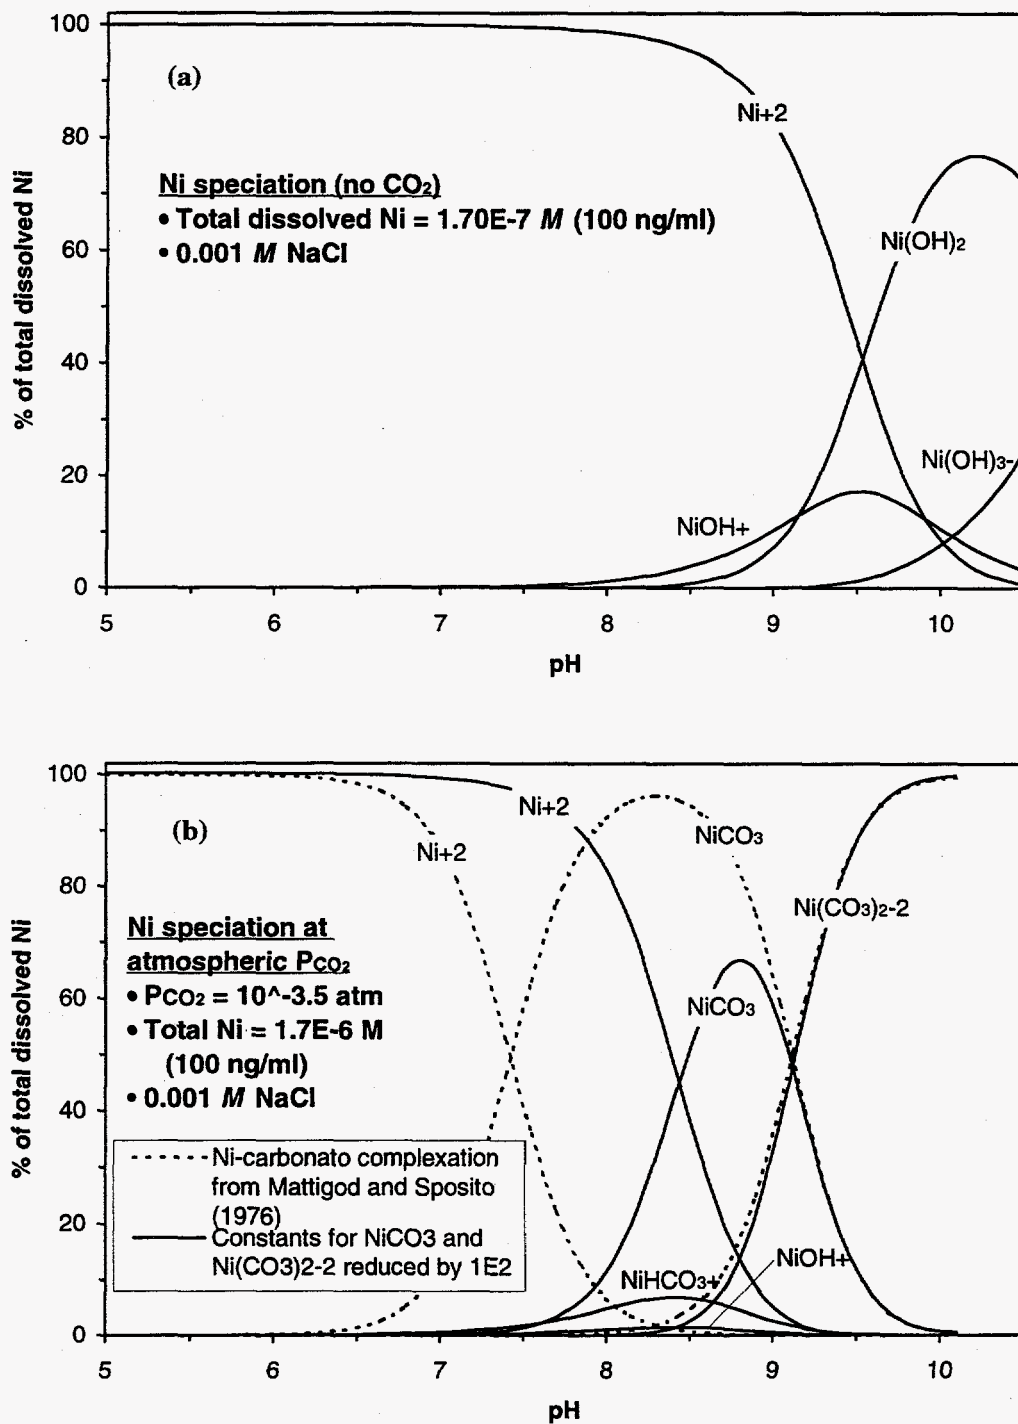 100
(a)
Ni+2
80
Ni speciation (no CO₂)
• Total dissolved Ni = 1.70E-7 M (100 ng/ml)
• 0.001 M NaCl
% of total dissolved Ni
60
Ni(OH)₂
40
Ni(OH)₃-
20
NiOH+
0
5 6 7 8 9 10
pH
100
(b)
Ni+2
Ni+2
NiCO₃
80
Ni(CO₃)₂-2
Ni speciation at
atmospheric PCO₂
• PCO₂ = 10^-3.5 atm
• Total Ni = 1.7E-6 M
(100 ng/ml)
• 0.001 M NaCl
% of total dissolved Ni
60
NiCO₃
40
Ni-carbonato complexation
from Mattigod and Sposito
(1976)
Constants for NiCO3 and
Ni(CO3)2-2 reduced by 1E2
20
NiOH+
NiHCO₃+
0
5 6 7 8 9 10
pH